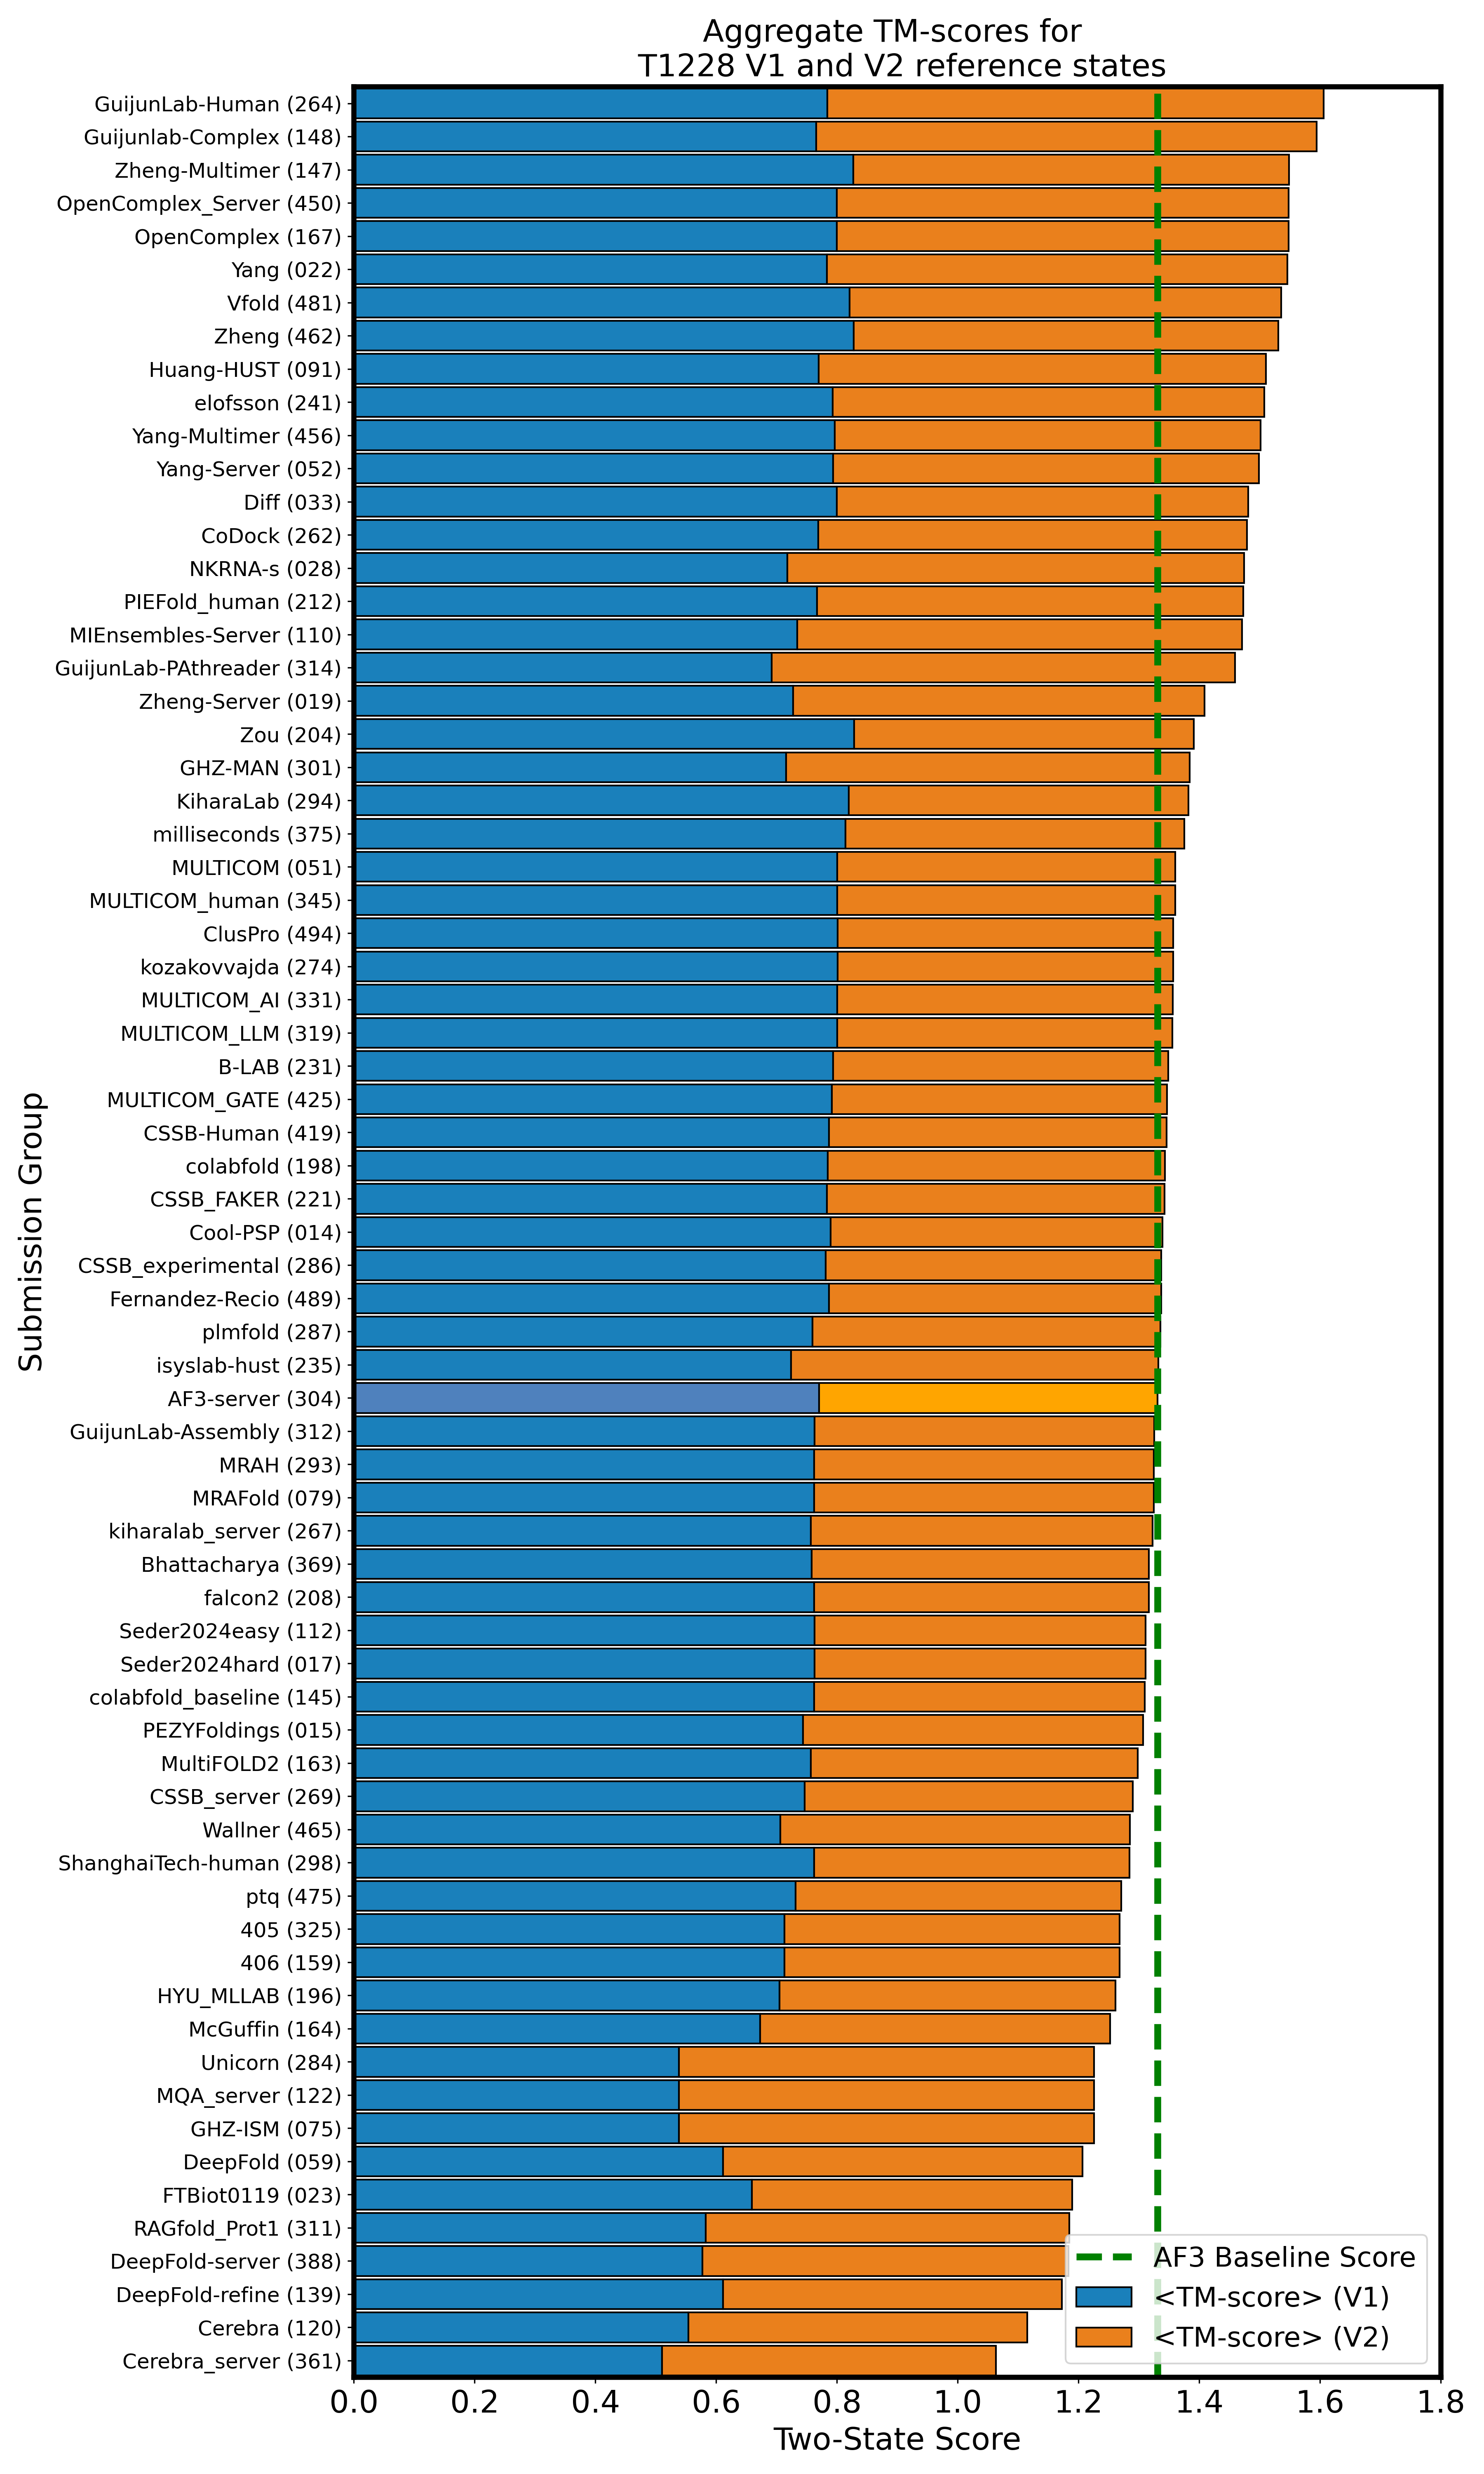 Aggregate TM-scores for
T1228 V1 and V2 reference states
GuijunLab-Human (264)
Guijunlab-Complex (148)
Zheng-Multimer (147)
OpenComplex_Server (450)
OpenComplex (167)
Yang (022)
Vfold (481)
Zheng (462)
Huang-HUST (091)
elofsson (241)
Yang-Multimer (456)
Yang-Server (052)
Diff (033)
CoDock (262)
NKRNA-s (028)
PIEFold_human (212)
MIEnsembles-Server (110)
GuijunLab-PAthreader (314)
Zheng-Server (019)
Zou (204)
GHZ-MAN (301)
KiharaLab (294)
milliseconds (375)
MULTICOM (051)
MULTICOM_human (345)
ClusPro (494)
kozakovvajda (274)
MULTICOM_AI (331)
MULTICOM_LLM (319)
B-LAB (231)
MULTICOM_GATE (425)
CSSB-Human (419)
colabfold (198)
CSSB_FAKER (221)
Cool-PSP (014)
CSSB_experimental (286)
Fernandez-Recio (489)
plmfold (287)
isyslab-hust (235)
AF3-server (304)
GuijunLab-Assembly (312)
MRAH (293)
MRAFold (079)
kiharalab_server (267)
Bhattacharya (369)
falcon2 (208)
Seder2024easy (112)
Seder2024hard (017)
colabfold_baseline (145)
PEZYFoldings (015)
MultiFOLD2 (163)
CSSB_server (269)
Wallner (465)
ShanghaiTech-human (298)
ptq (475)
405 (325)
406 (159)
HYU_MLLAB (196)
McGuffin (164)
Unicorn (284)
MQA_server (122)
GHZ-ISM (075)
DeepFold (059)
FTBiot0119 (023)
RAGfold_Prot1 (311)
DeepFold-server (388)
DeepFold-refine (139)
Cerebra (120)
Cerebra_server (361)
Submission Group
AF3 Baseline Score
<TM-score> (V1)
<TM-score> (V2)
0.0 0.2 0.4 0.6 0.8 1.0 1.2 1.4 1.6 1.8
Two-State Score